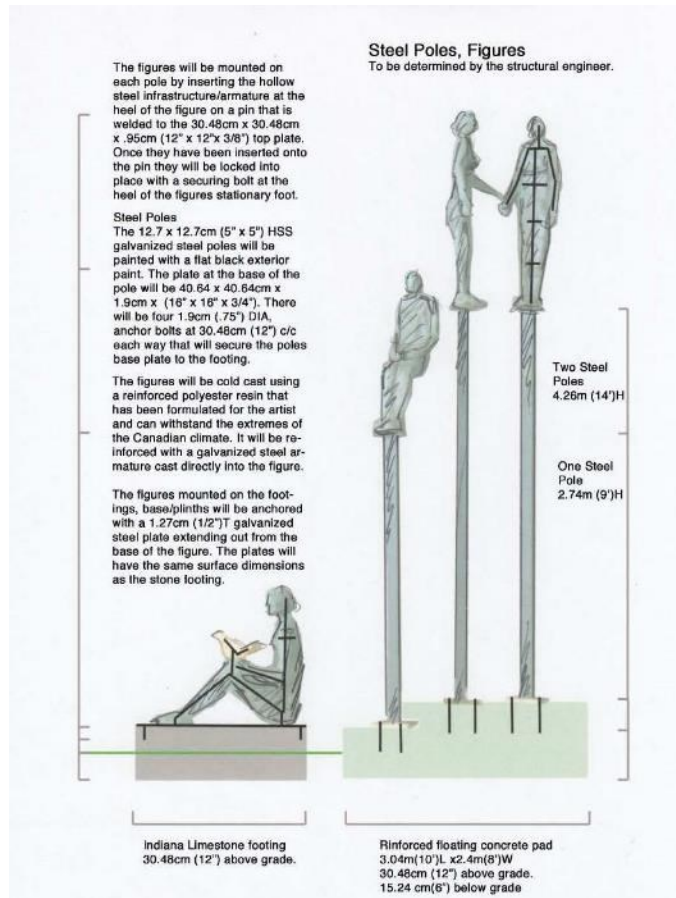 Steel Poles, Figures
To be determined by the structural engineer.
The figures will be mounted on
each pole by inserting the hollow
steel infrastructure/armature at the
heel of the figure on a pin that is
welded to the 30.48cm x 30.48cm
x .95cm (12" x 12"x 3/8") top plate.
Once they have been inserted onto
the pin they will be locked into
place with a securing bolt at the
heel of the figures stationary foot.
Steel Poles
The 12.7 x 12.7cm (5" x 5") HSS
galvanized steel poles will be
painted with a flat black exterior
paint. The plate at the base of the
pole will be 40.64 x 40.64cm x
1.9cm x (16" x 16" x 3/4"). There
will be four 1.9cm (.75") DIA,
anchor bolts at 30.48cm (12") c/c
each way that will secure the poles
base plate to the footing.
The figures will be cold cast using
a reinforced polyester resin that
has been formulated for the artist
and can withstand the extremes of
the Canadian climate. It will be re-
inforced with a galvanized steel ar-
mature cast directly into the figure.
The figures mounted on the foot-
ings, base/plinths will be anchored
with a 1.27cm (1/2")T galvanized
steel plate extending out from the
base of the figure. The plates will
have the same surface dimensions
as the stone footing.
Two Steel
Poles
4.26m (14')H
One Steel
Pole
2.74m (9')H
Indiana Limestone footing
30.48cm (12") above grade.
Rinforced floating concrete pad
3.04m(10')L x2.4m(8')W
30.48cm (12") above grade.
15.24 cm(6") below grade